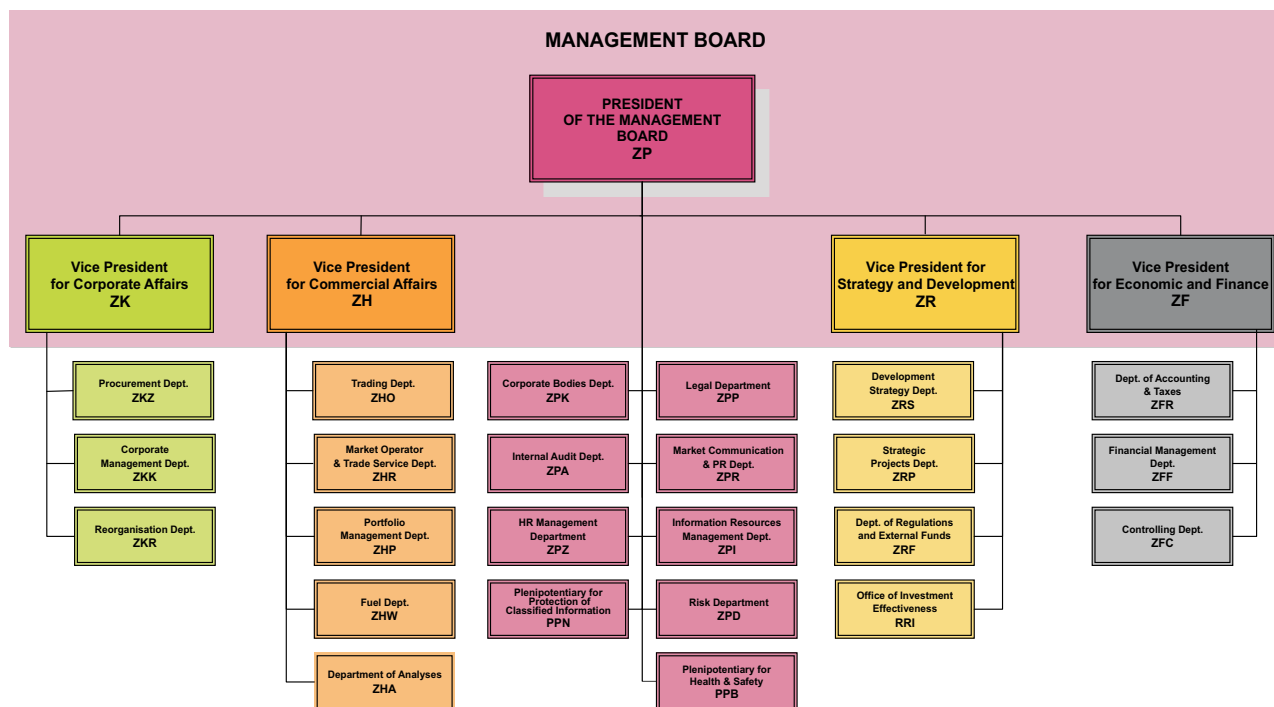 MANAGEMENT BOARD
PRESIDENT
OF THE MANAGEMENT
BOARD
ZP
Vice President
for Corporate Affairs
ZK
Vice President
for Commercial Affairs
ZH
Vice President for
Strategy and Development
ZR
Vice President
for Economic and Finance
ZF
Procurement Dept.
ZKZ
Corporate
Management Dept.
ZKK
Reorganisation Dept.
ZKR
Trading Dept.
ZHO
Market Operator
& Trade Service Dept.
ZHR
Portfolio
Management Dept.
ZHP
Fuel Dept.
ZHW
Department of Analyses
ZHA
Corporate Bodies Dept.
ZPK
Internal Audit Dept.
ZPA
HR Management
Department
ZPZ
Plenipotentiary for
Protection of
Classified Information
PPN
Legal Department
ZPP
Market Communication
& PR Dept.
ZPR
Information Resources
Management Dept.
ZPI
Risk Department
ZPD
Plenipotentiary for
Health & Safety
PPB
Development
Strategy Dept.
ZRS
Strategic
Projects Dept.
ZRP
Dept. of Regulations
and External Funds
ZRF
Office of Investment
Effectiveness
RRI
Dept. of Accounting
& Taxes
ZFR
Financial Management
Dept.
ZFF
Controlling Dept.
ZFC